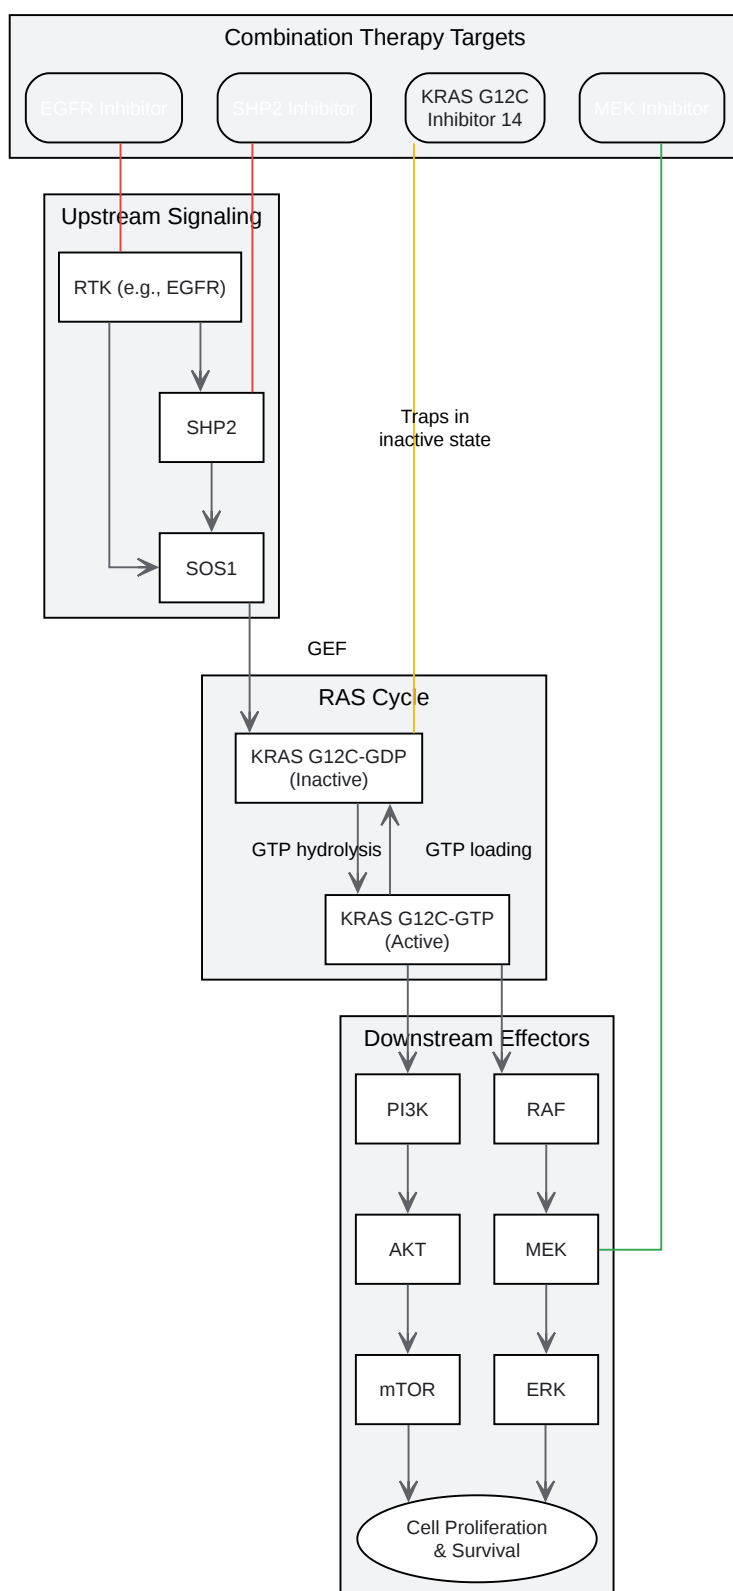 Combination Therapy Targets
EGFR Inhibitor
SHP2 Inhibitor
KRAS G12C
Inhibitor 14
MEK Inhibitor
Upstream Signaling
RTK (e.g., EGFR)
SHP2
Traps in
inactive state
SOS1
GEF
RAS Cycle
KRAS G12C-GDP
(Inactive)
GTP hydrolysis
GTP loading
KRAS G12C-GTP
(Active)
Downstream Effectors
PI3K
RAF
AKT
MEK
mTOR
ERK
Cell Proliferation
& Survival